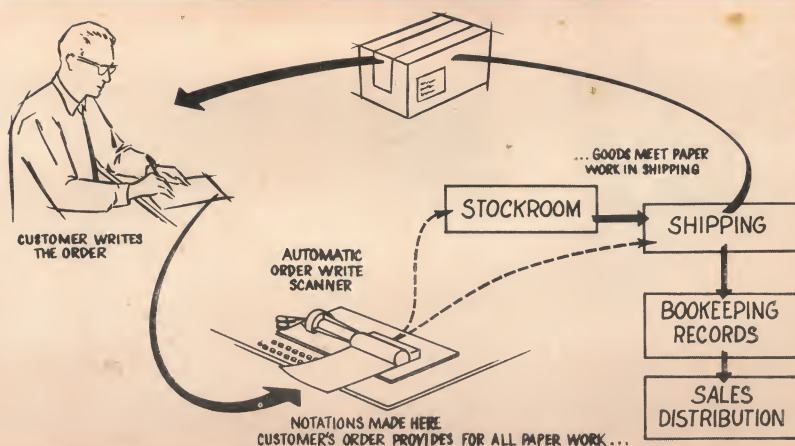 CUSTOMER WRITES
THE ORDER
AUTOMATIC
ORDER WRITE
SCANNER
NOTATIONS MADE HERE
CUSTOMER'S ORDER PROVIDES FOR ALL PAPER WORK...
STOCKROOM
...GOODS MEET PAPER
WORK IN SHIPPING
SHIPPING
BOOKEEPING
RECORDS
SALES
DISTRIBUTION